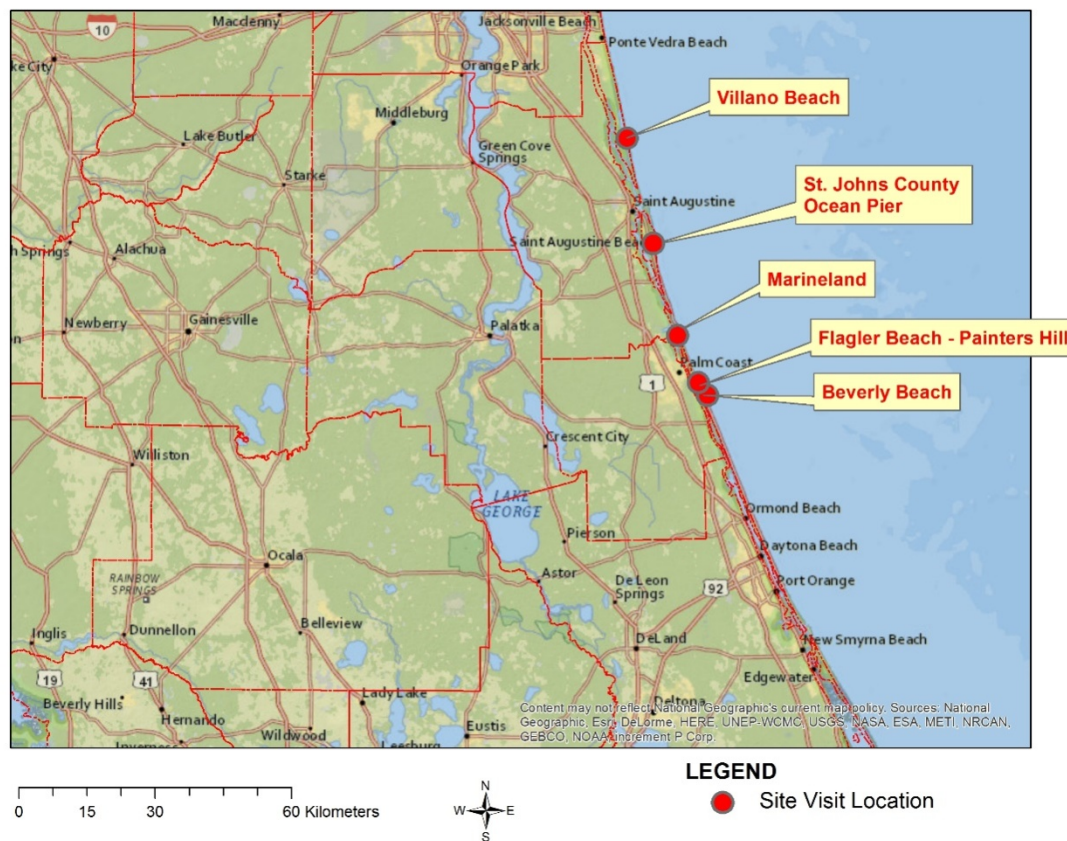 Macclenny
Jacksonville Beach
10
Ponte Vedra Beach
ke City
Orange Park
Villano Beach
Middleburg
Lake Butler
Green Cove
Springs
Starke
St. Johns County
Ocean Pier
Saint Augustine
h Springs
Alachua
Saint Augustine Bea
Marineland
Newberry
Gainesville
Palatka
Flagler Beach - Painters Hill
Palm Coast
1
Beverly Beach
Crescent City
Williston
LAKE
GEORGE
Ormond Beach
Pierson
Daytona Beach
Ocala
Astor
RAINBOW
SPRINGS
De Leon
Springs
92
Port Orange
Inglis
Dunnellon
Belleview
DeLand
New Smyrna Beach
19
41
Edgewater
Beverly Hills
Lady Lake
Deltona
Hernando
Content may not reflect National Geographic's current map policy. Sources: National
Geographic, Esri, DeLorme, HERE, UNEP-WCMC, USGS, NASA, ESA, METI, NRCAN,
GEBCO, NOAA, increment P Corp.
Wildwood
Eustis
Inverness
Leesburg
LEGEND
Site Visit Location
0 15 30 60 Kilometers
N
W E
S